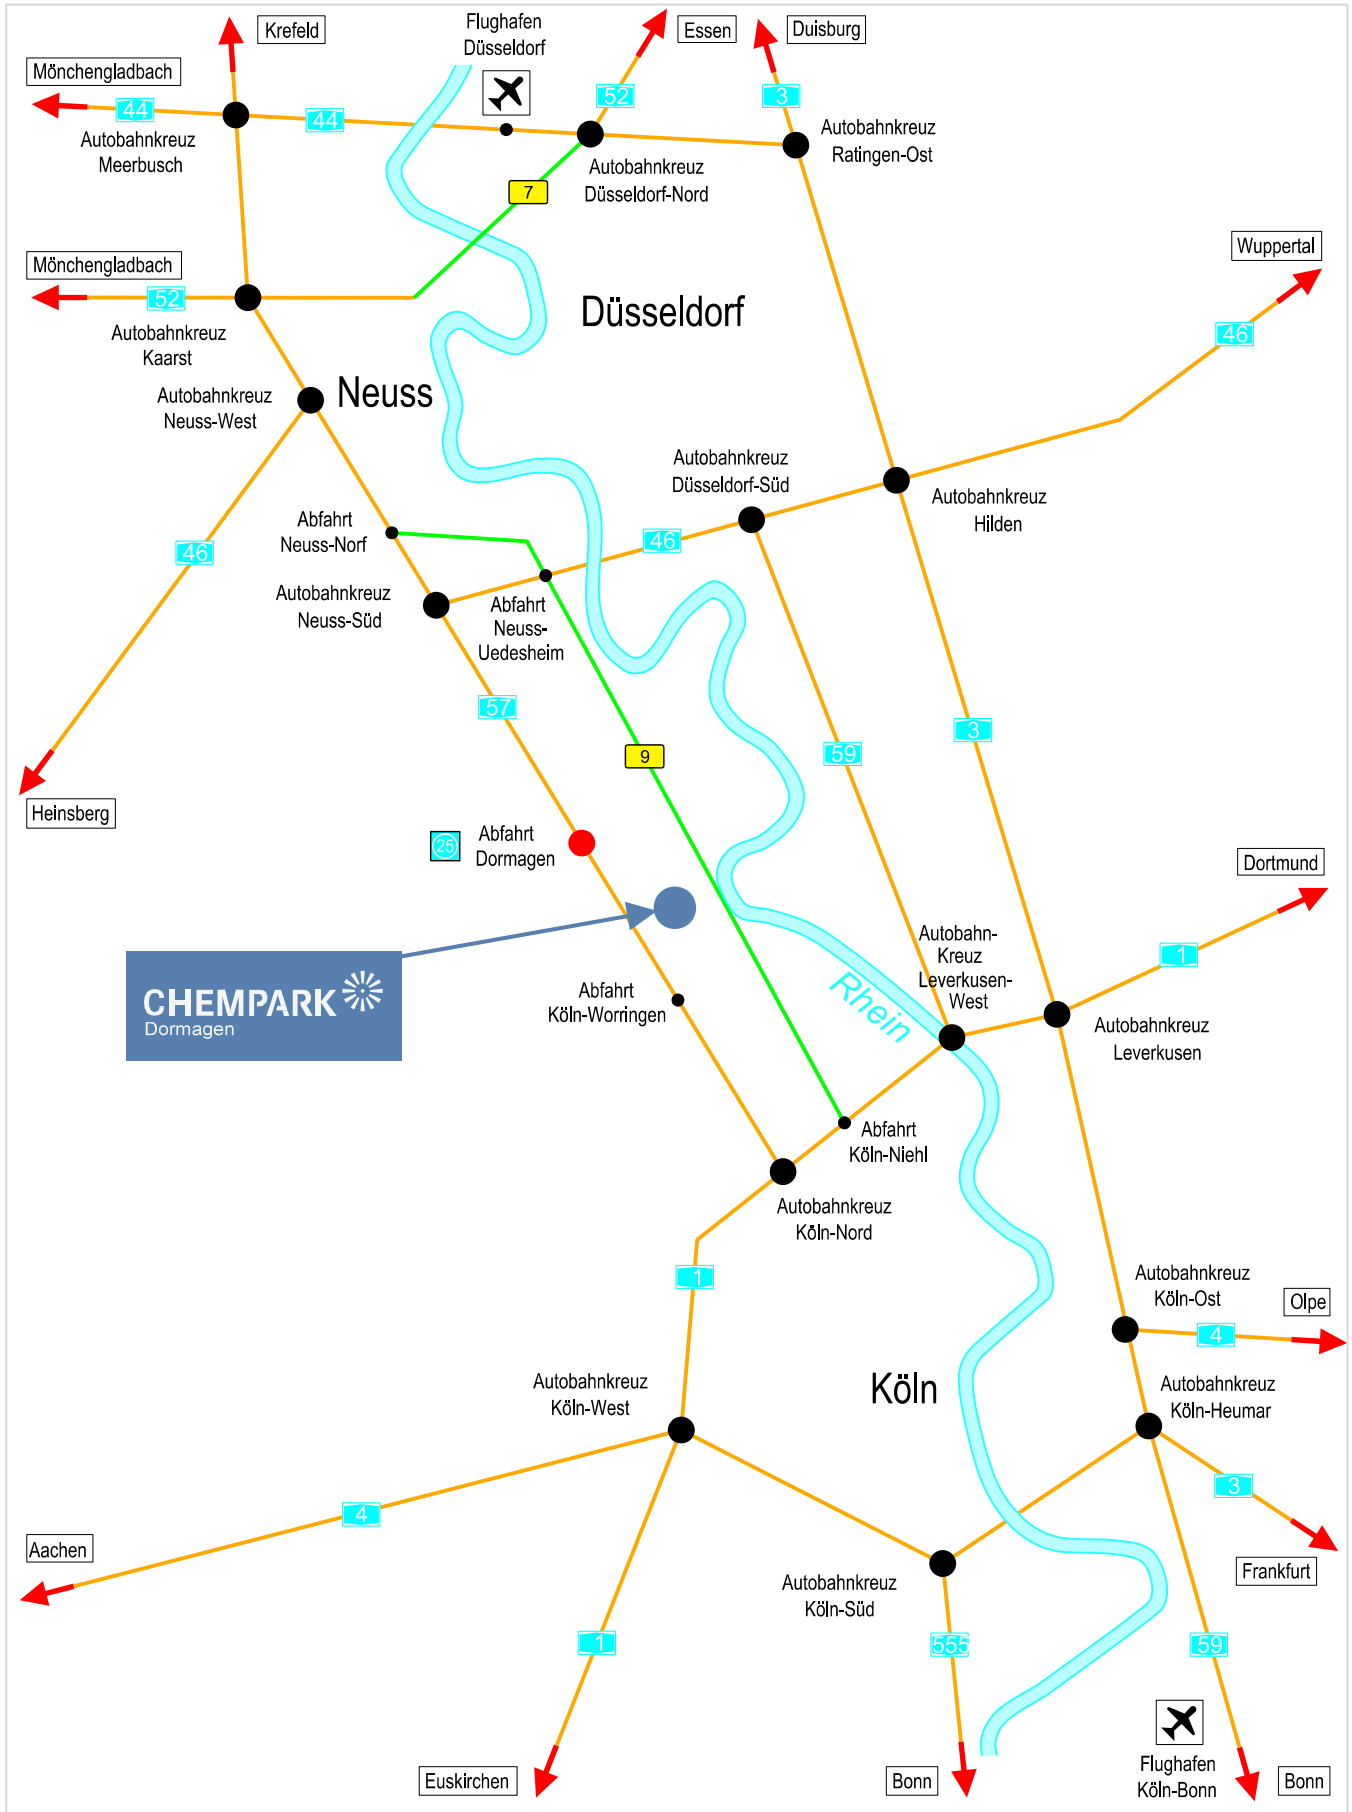 Krefeld
Flughafen
Düsseldorf
Essen
Duisburg
Mönchengladbach
44
44
52
3
Autobahnkreuz
Meerbusch
Autobahnkreuz
Ratingen-Ost
Autobahnkreuz
Düsseldorf-Nord
7
Mönchengladbach
52
Wuppertal
46
Düsseldorf
Autobahnkreuz
Kaarst
Autobahnkreuz
Neuss-West
Neuss
Autobahnkreuz
Düsseldorf-Süd
Autobahnkreuz
Hilden
Abfahrt
Neuss-Norf
46
46
Autobahnkreuz
Neuss-Süd
Abfahrt
Neuss-
Uedesheim
57
9
59
3
Heinsberg
25
Abfahrt
Dormagen
Dortmund
1
Autobahn-
Kreuz
Leverkusen-
West
CHEMPARK
Dormagen
Abfahrt
Köln-Worringen
Rhein
Autobahnkreuz
Leverkusen
Abfahrt
Köln-Niehl
Autobahnkreuz
Köln-Nord
1
Autobahnkreuz
Köln-Ost
Olpe
4
Autobahnkreuz
Köln-West
Köln
Autobahnkreuz
Köln-Heumar
4
3
Aachen
Frankfurt
Autobahnkreuz
Köln-Süd
1
555
59
Flughafen
Köln-Bonn
Euskirchen
Bonn
Bonn